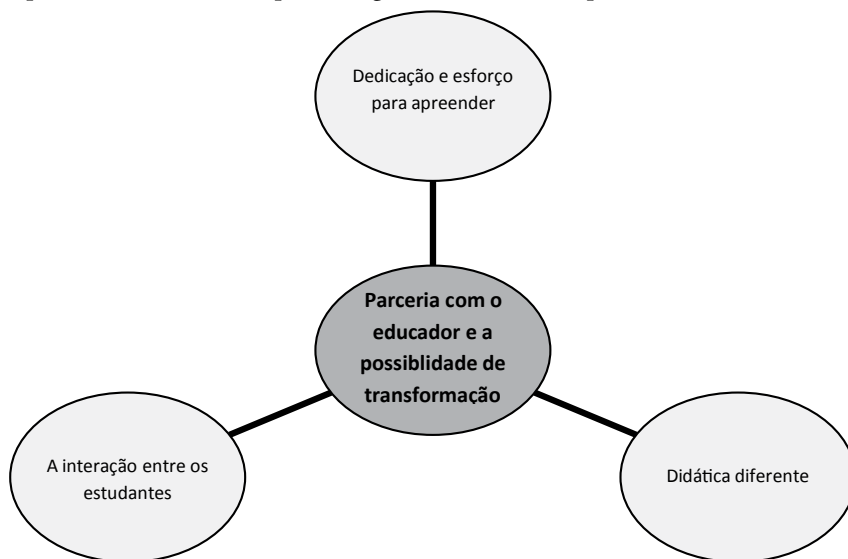 Dedicação e esforço
para apreender
Parceria com o
educador e a
possiblidade de
transformação
A interação entre os
estudantes
Didática diferente